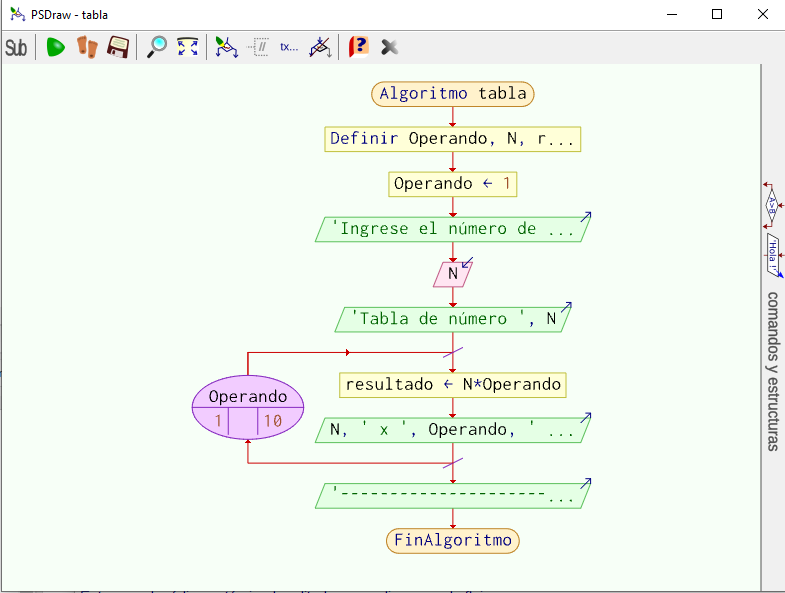 PSDraw - tabla
Sub
tx...
Algoritmo tabla
Definir Operando, N, r...
Operando ← 1
'Ingrese el número de ...
N
'Tabla de número ', N
Operando
1 10
resultado ← N*Operando
N, ' x ', Operando, ' ...
'---------------------...
FinAlgoritmo
A>B
'Hola !'
comandos y estructuras